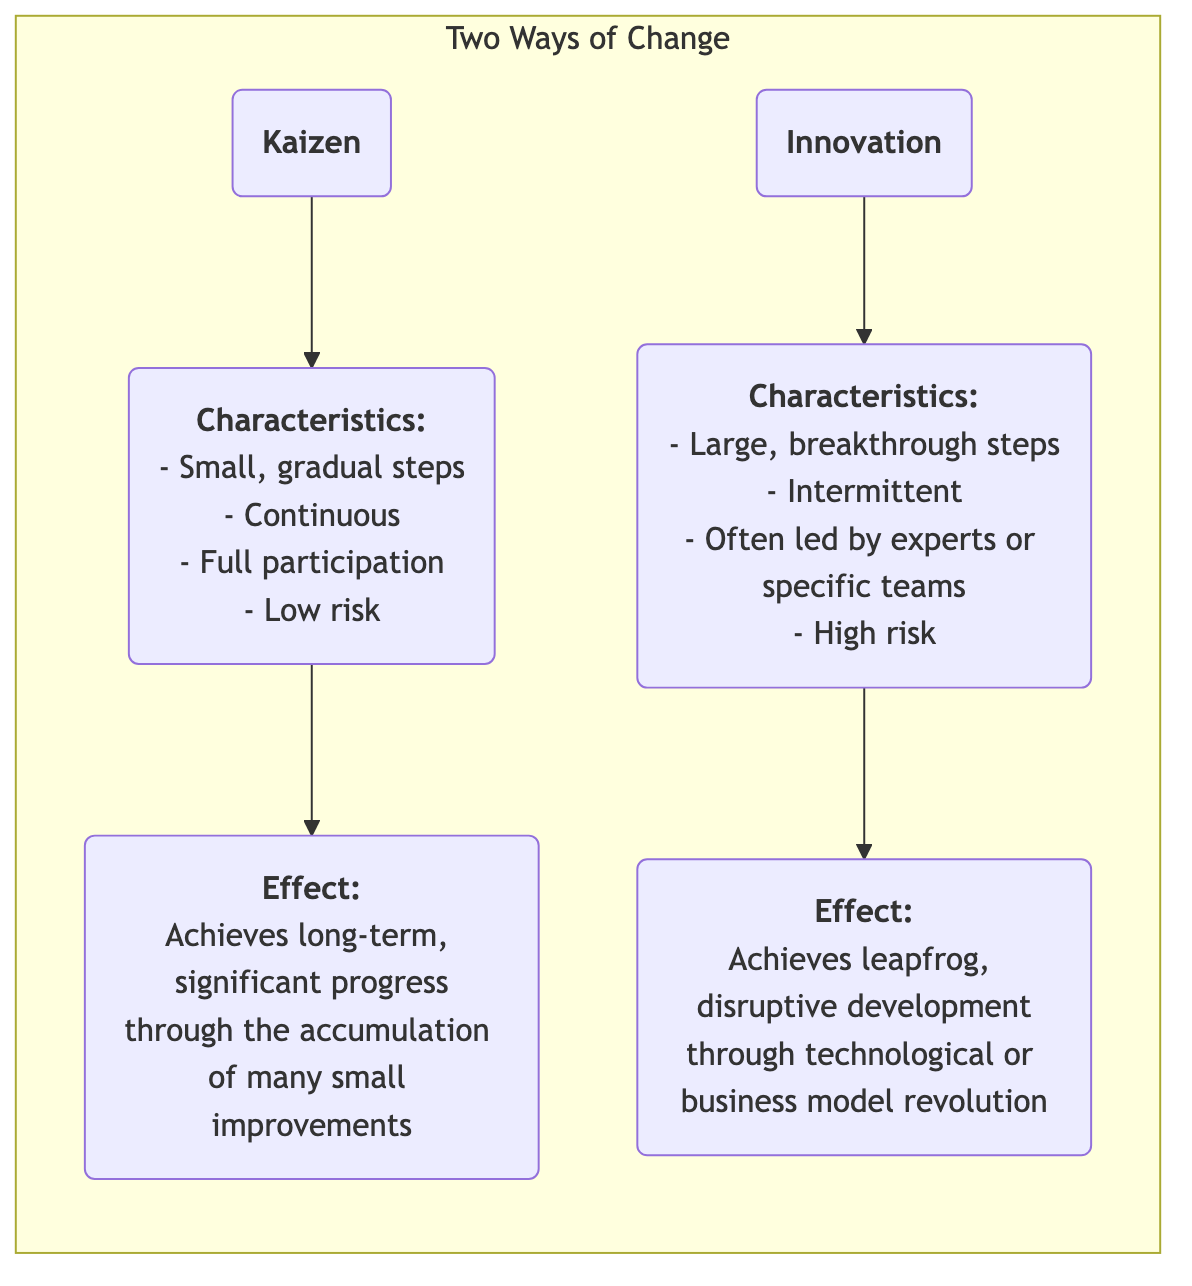 Two Ways of Change
Kaizen
Characteristics:
- Small, gradual steps
- Continuous
- Full participation
- Low risk
Effect:
Achieves long-term,
significant progress
through the accumulation
of many small
improvements
Innovation
Characteristics:
- Large, breakthrough steps
- Intermittent
- Often led by experts or
specific teams
- High risk
Effect:
Achieves leapfrog,
disruptive development
through technological or
business model revolution